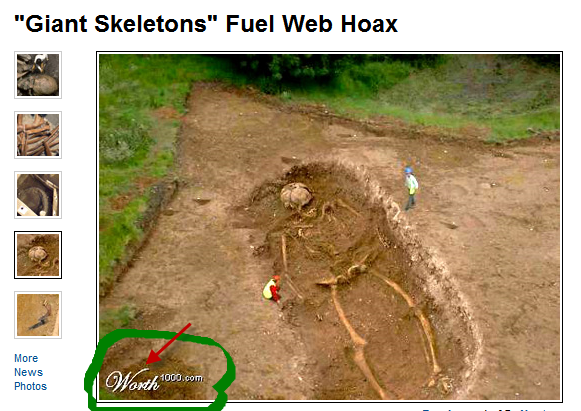 "Giant Skeletons" Fuel Web Hoax
Worth1000.com
More
News
Photos